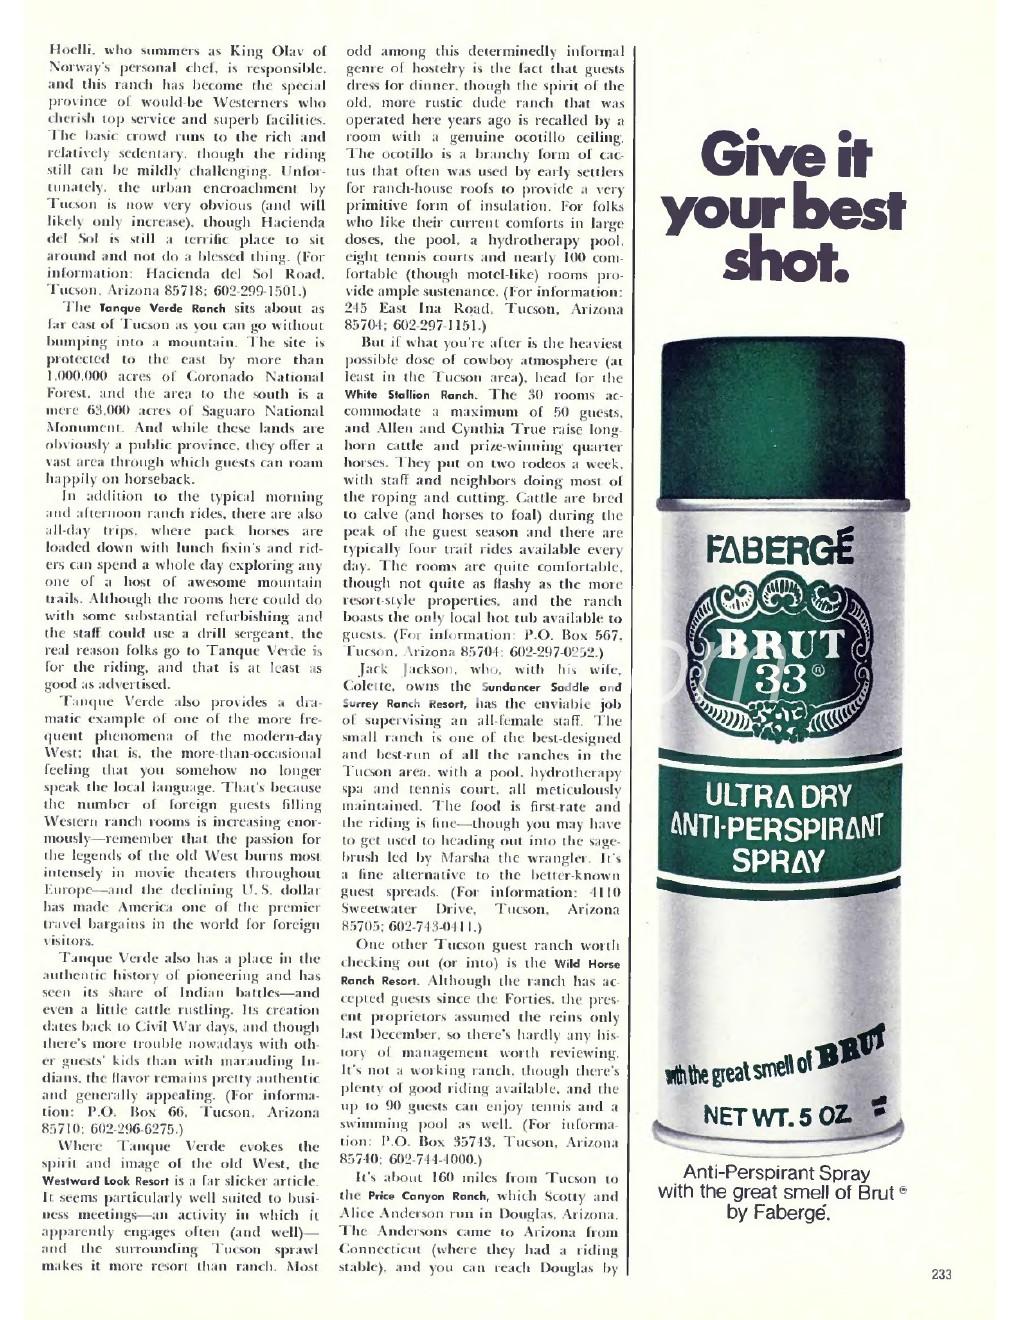 Hoelli, who summers as King Olav of
Norway's personal chef, is responsible,
and this ranch has become the special
province of would-be Westerners who
cherish top service and superb facilities.
The basic crowd runs to the rich and
relatively sedentary, though the riding
still can be mildly challenging. Unfor-
tunately, the urban encroachment by
Tucson is now very obvious (and will
likely only increase), though Hacienda
del Sol is still a terrific place to sit
around and not do a blessed thing. (For
information: Hacienda del Sol Road,
Tucson, Arizona 85718; 602-299-1501.)
The Tanque Verde Ranch sits about as
far east of Tucson as you can go without
bumping into a mountain. The site is
protected to the east by more than
1,000,000 acres of Coronado National
Forest, and the area to the south is a
mere 63,000 acres of Saguaro National
Monument. And while these lands are
obviously a public province, they offer a
vast area through which guests can roam
happily on horseback.
In addition to the typical morning
and afternoon ranch rides, there are also
all-day trips, where pack horses are
loaded down with lunch fixin's and rid-
ers can spend a whole day exploring any
one of a host of awesome mountain
trails. Although the rooms here could do
with some substantial refurbishing and
the staff could use a drill sergeant, the
real reason folks go to Tanque Verde is
for the riding, and that is at least as
good as advertised.
Tanque Verde also provides a dra-
matic example of one of the more fre-
quent phenomena of the modern-day
West; that is, the more-than-occasional
feeling that you somehow no longer
speak the local language. That's because
the number of foreign guests filling
Western ranch rooms is increasing enor-
mously—remember that the passion for
the legends of the old West burns most
intensely in movie theaters throughout
Europe—and the declining U.S. dollar
has made America one of the premier
travel bargains in the world for foreign
visitors.
Tanque Verde also has a place in the
authentic history of pioneering and has
seen its share of Indian battles—and
even a little cattle rustling. Its creation
dates back to Civil War days, and though
there's more trouble nowadays with oth-
er guests' kids than with marauding In-
dians, the flavor remains pretty authentic
and generally appealing. (For informa-
tion: P.O. Box 66, Tucson, Arizona
85710; 602-296-6275.)
Where Tanque Verde evokes the
spirit and image of the old West, the
Westward Look Resort is a far slicker article.
It seems particularly well suited to busi-
ness meetings—an activity in which it
apparently engages often (and well)—
and the surrounding Tucson sprawl
makes it more resort than ranch. Most
odd among this determinedly informal
genre of hostelry is the fact that guests
dress for dinner, though the spirit of the
old, more rustic dude ranch that was
operated here years ago is recalled by a
room with a genuine ocotillo ceiling.
The ocotillo is a branchy form of cac-
tus that often was used by early settlers
for ranch-house roofs to provide a very
primitive form of insulation. For folks
who like their current comforts in large
doses, the pool, a hydrotherapy pool,
eight tennis courts and nearly 100 com-
fortable (though motel-like) rooms pro-
vide ample sustenance. (For information:
245 East Ina Road, Tucson, Arizona
85704; 602-297-1151.)
But if what you're after is the heaviest
possible dose of cowboy atmosphere (at
least in the Tucson area), head for the
White Stallion Ranch. The 30 rooms ac-
commodate a maximum of 50 guests,
and Allen and Cynthia True raise long-
horn cattle and prize-winning quarter
horses. They put on two rodeos a week,
with staff and neighbors doing most of
the roping and cutting. Cattle are bred
to calve (and horses to foal) during the
peak of the guest season and there are
typically four trail rides available every
day. The rooms are quite comfortable,
though not quite as flashy as the more
resort-style properties, and the ranch
boasts the only local hot tub available to
guests. (For information: P.O. Box 567,
Tucson, Arizona 85704; 602-297-0252.)
Jack Jackson, who, with his wife,
Colette, owns the Sundancer Saddle and
Surrey Ranch Resort, has the enviable job
of supervising an all-female staff. The
small ranch is one of the best-designed
and best-run of all the ranches in the
Tucson area, with a pool, hydrotherapy
spa and tennis court, all meticulously
maintained. The food is first-rate and
the riding is fine—though you may have
to get used to heading out into the sage-
brush led by Marsha the wrangler. It's
a fine alternative to the better-known
guest spreads. (For information: 4110
Sweetwater Drive, Tucson, Arizona
85705; 602-743-0411.)
One other Tucson guest ranch worth
checking out (or into) is the Wild Horse
Ranch Resort. Although the ranch has ac-
cepted guests since the Forties, the pres-
ent proprietors assumed the reins only
last December, so there's hardly any his-
tory of management worth reviewing.
It's not a working ranch, though there's
plenty of good riding available, and the
up to 90 guests can enjoy tennis and a
swimming pool as well. (For informa-
tion: P.O. Box 35743, Tucson, Arizona
85740; 602-744-1000.)
It's about 160 miles from Tucson to
the Price Canyon Ranch, which Scotty and
Alice Anderson run in Douglas, Arizona.
The Andersons came to Arizona from
Connecticut (where they had a riding
stable), and you can reach Douglas by
Give it
your best
shot.
FABERGÉ
BRUT
33®
ULTRA DRY
ANTI-PERSPIRANT
SPRAY
with the great smell of BRUT
NET WT. 5 OZ.
Anti-Perspirant Spray
with the great smell of Brut®
by Fabergé.
233